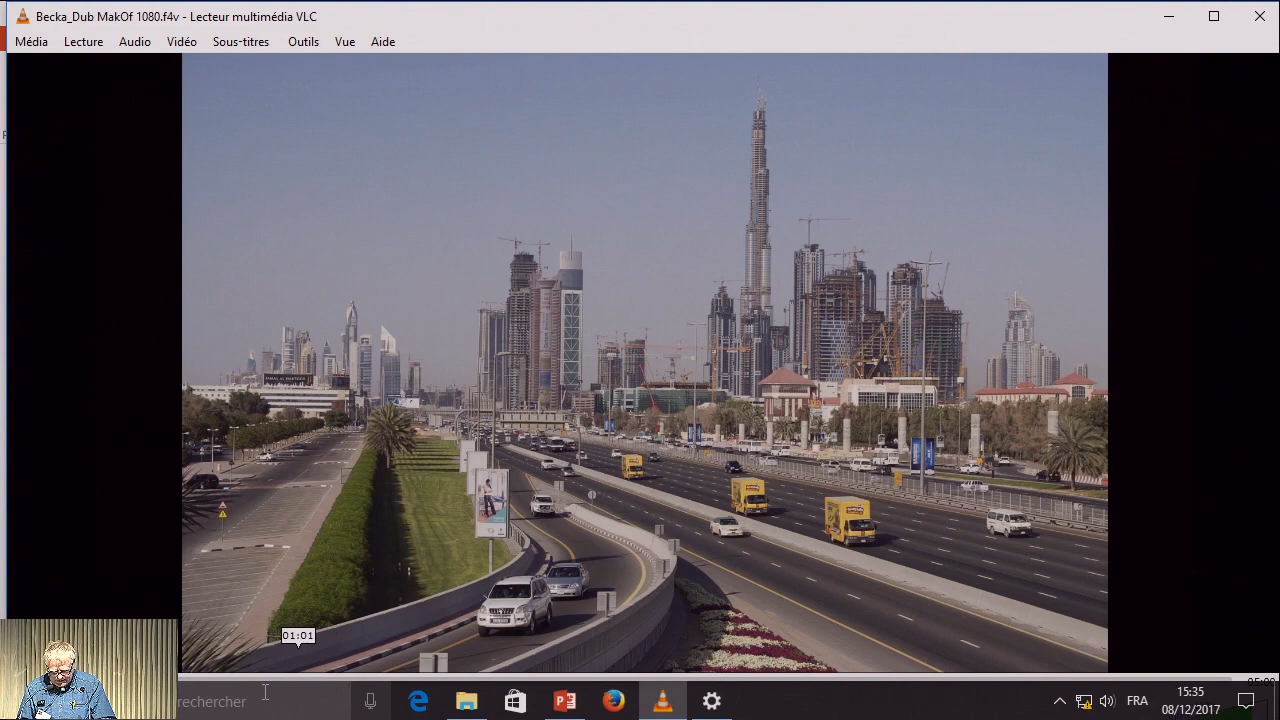 Becka_Dub MakOf 1080.f4v - Lecteur multimédia VLC
Média Lecture Audio Vidéo Sous-titres Outils Vue Aide
01:01
rechercher
FRA
15:35
08/12/2017